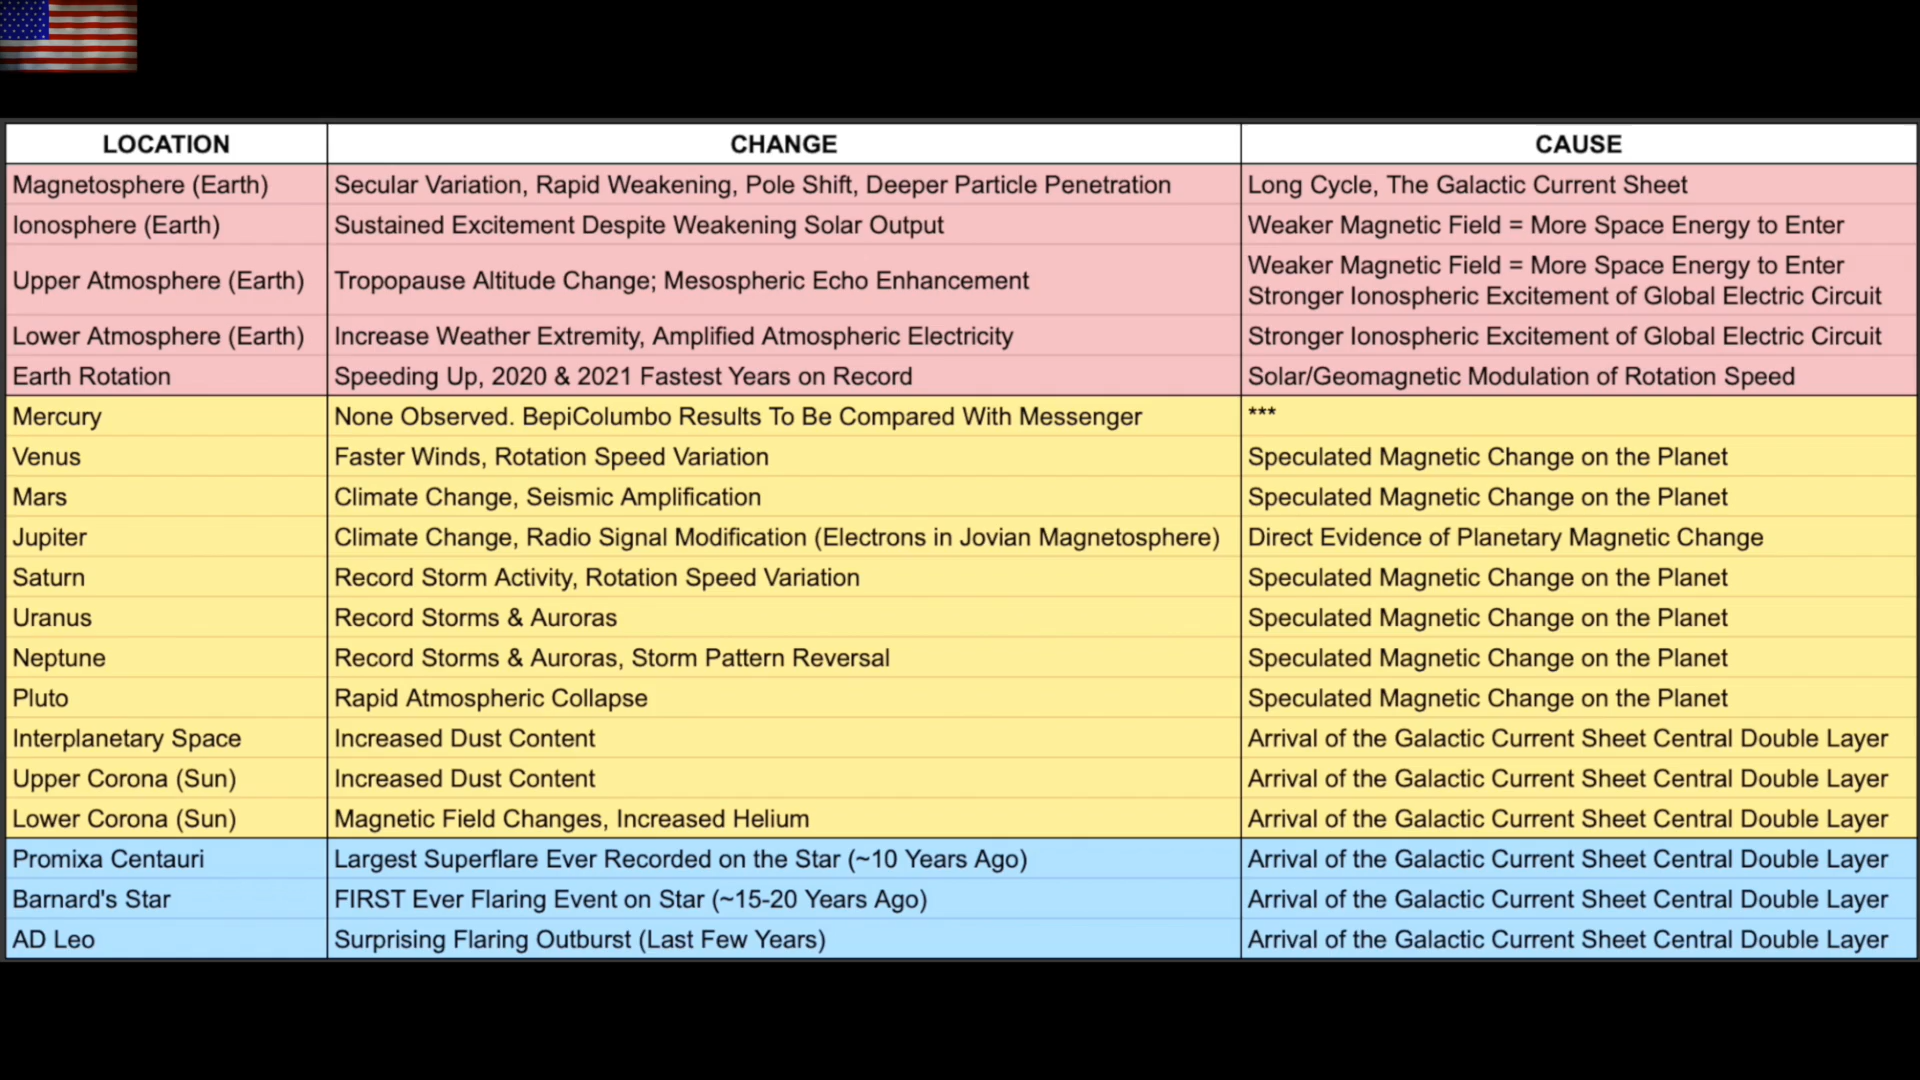 LOCATION CHANGE CAUSE
Magnetosphere (Earth) Secular Variation, Rapid Weakening, Pole Shift, Deeper Particle Penetration Long Cycle, The Galactic Current Sheet
Ionosphere (Earth) Sustained Excitement Despite Weakening Solar Output Weaker Magnetic Field = More Space Energy to Enter
Upper Atmosphere (Earth) Tropopause Altitude Change; Mesospheric Echo Enhancement Weaker Magnetic Field = More Space Energy to Enter
Stronger Ionospheric Excitement of Global Electric Circuit
Lower Atmosphere (Earth) Increase Weather Extremity, Amplified Atmospheric Electricity Stronger Ionospheric Excitement of Global Electric Circuit
Earth Rotation Speeding Up, 2020 & 2021 Fastest Years on Record Solar/Geomagnetic Modulation of Rotation Speed
Mercury None Observed. BepiColumbo Results To Be Compared With Messenger ***
Venus Faster Winds, Rotation Speed Variation Speculated Magnetic Change on the Planet
Mars Climate Change, Seismic Amplification Speculated Magnetic Change on the Planet
Jupiter Climate Change, Radio Signal Modification (Electrons in Jovian Magnetosphere) Direct Evidence of Planetary Magnetic Change
Saturn Record Storm Activity, Rotation Speed Variation Speculated Magnetic Change on the Planet
Uranus Record Storms & Auroras Speculated Magnetic Change on the Planet
Neptune Record Storms & Auroras, Storm Pattern Reversal Speculated Magnetic Change on the Planet
Pluto Rapid Atmospheric Collapse Speculated Magnetic Change on the Planet
Interplanetary Space Increased Dust Content Arrival of the Galactic Current Sheet Central Double Layer
Upper Corona (Sun) Increased Dust Content Arrival of the Galactic Current Sheet Central Double Layer
Lower Corona (Sun) Magnetic Field Changes, Increased Helium Arrival of the Galactic Current Sheet Central Double Layer
Promixa Centauri Largest Superflare Ever Recorded on the Star (~10 Years Ago) Arrival of the Galactic Current Sheet Central Double Layer
Barnard's Star FIRST Ever Flaring Event on Star (~15-20 Years Ago) Arrival of the Galactic Current Sheet Central Double Layer
AD Leo Surprising Flaring Outburst (Last Few Years) Arrival of the Galactic Current Sheet Central Double Layer